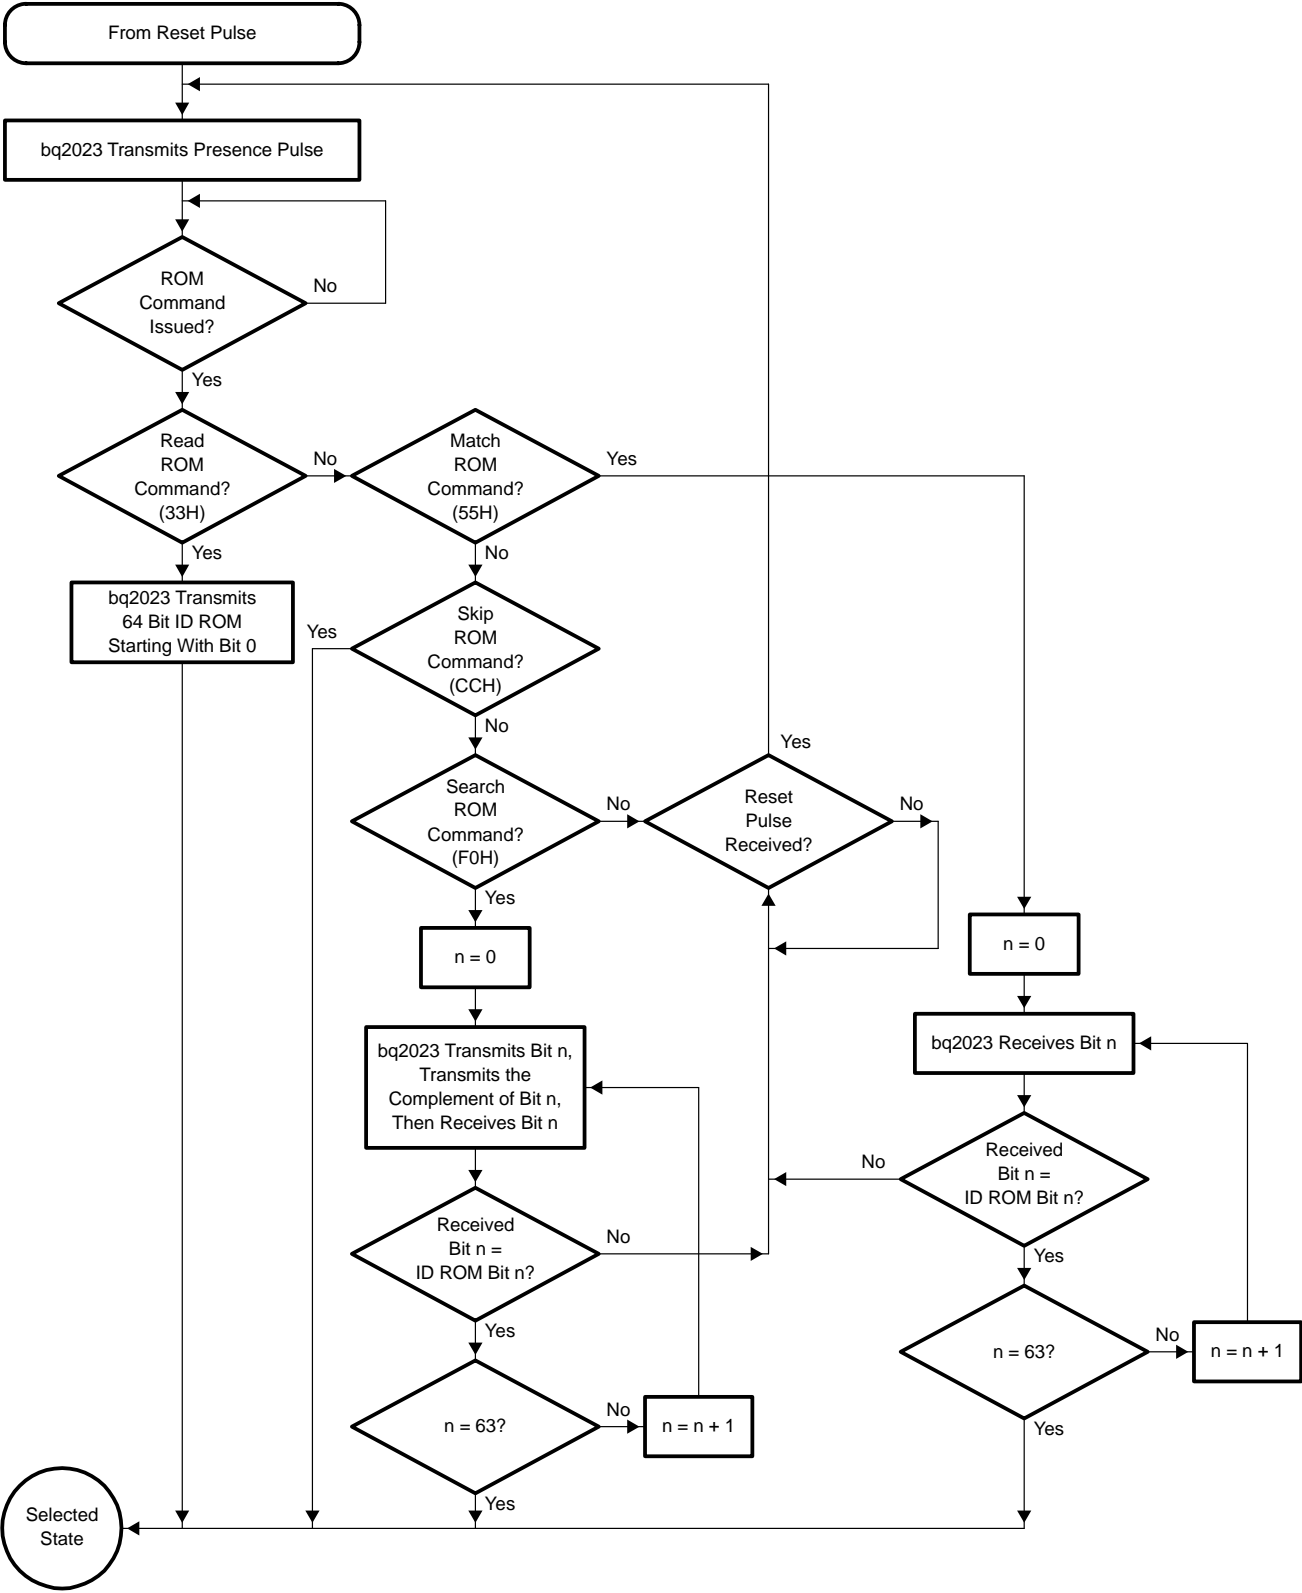 From Reset Pulse
bq2023 Transmits Presence Pulse
ROM
Command
Issued?
No
Yes
Read
ROM
Command?
(33H)
No
Match
ROM
Command?
(55H)
Yes
Yes
No
bq2023 Transmits
64 Bit ID ROM
Starting With Bit 0
Yes
Skip
ROM
Command?
(CCH)
No
Yes
Search
ROM
Command?
(F0H)
No
Reset
Pulse
Received?
No
Yes
n = 0
n = 0
bq2023 Transmits Bit n,
Transmits the
Complement of Bit n,
Then Receives Bit n
bq2023 Receives Bit n
No
Received
Bit n =
ID ROM Bit n?
Received
Bit n =
ID ROM Bit n?
No
Yes
Yes
n = 63?
No
n = n + 1
n = 63?
No
n = n + 1
Yes
Yes
Selected
State